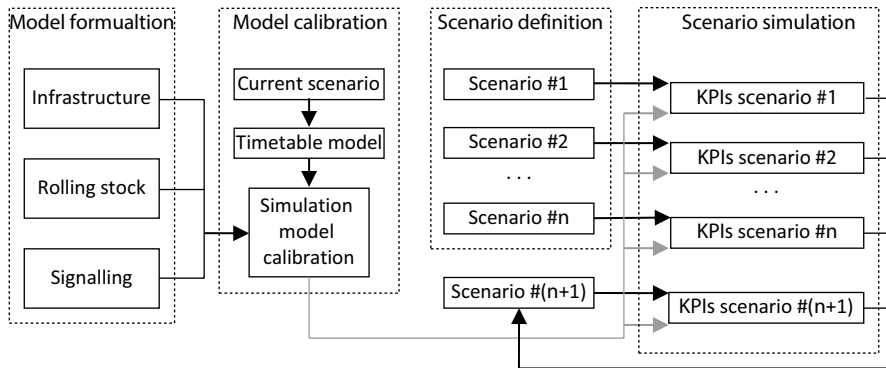 Model formualtion
Infrastructure
Rolling stock
Signalling
Model calibration
Current scenario
Timetable model
Simulation
model
calibration
Scenario definition
Scenario #1
Scenario #2
. . .
Scenario #n
Scenario #(n+1)
Scenario simulation
KPIs scenario #1
KPIs scenario #2
. . .
KPIs scenario #n
KPIs scenario #(n+1)